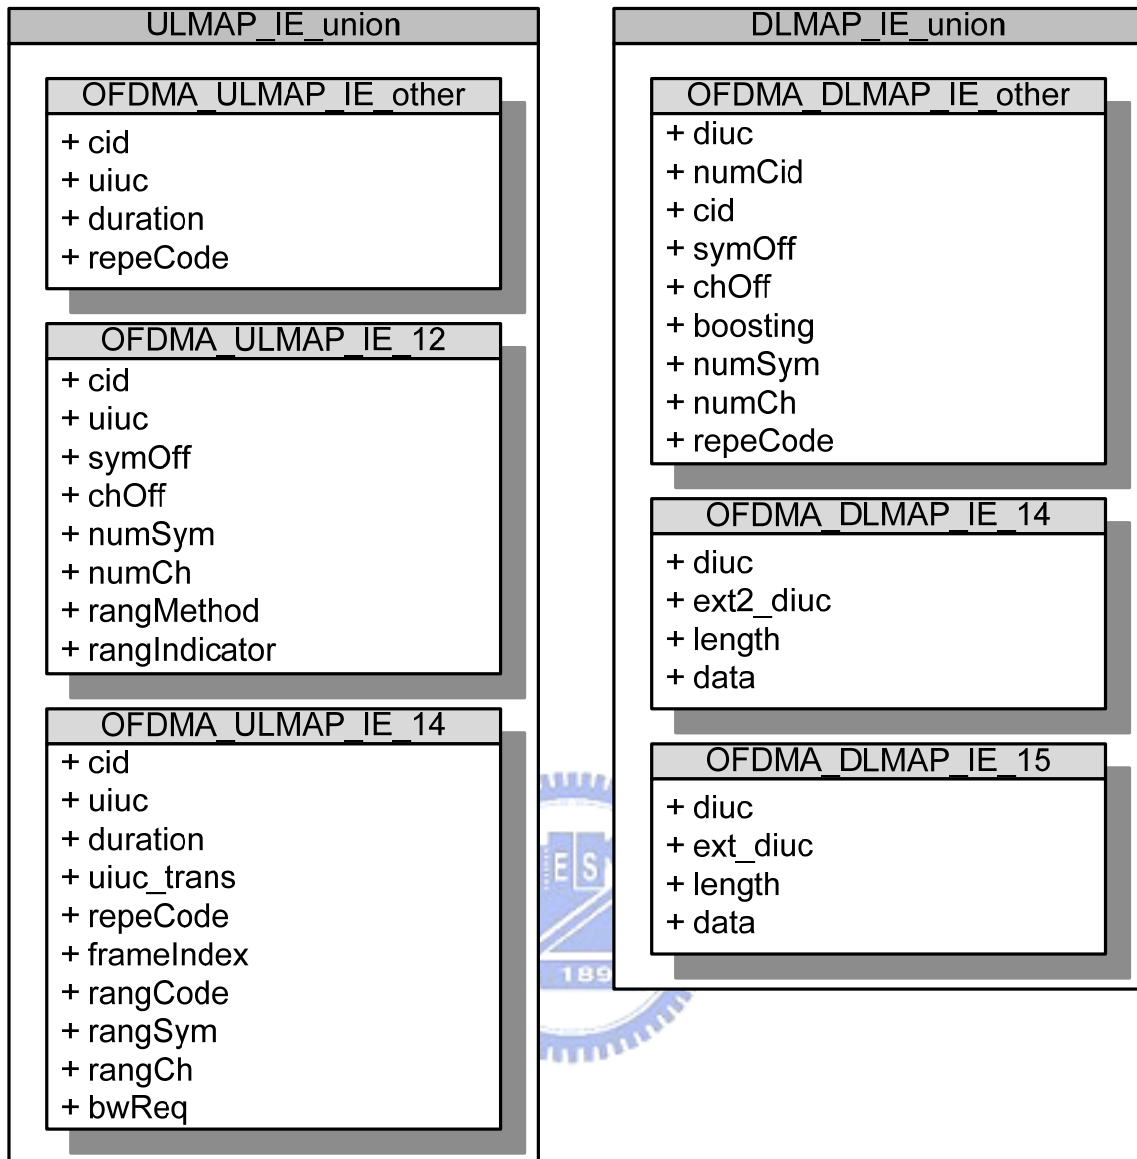 ULMAP_IE_union
OFDMA_ULMAP_IE_other
+ cid
+ uiuc
+ duration
+ repeCode
OFDMA_ULMAP_IE_12
+ cid
+ uiuc
+ symOff
+ chOff
+ numSym
+ numCh
+ rangMethod
+ rangIndicator
OFDMA_ULMAP_IE_14
+ cid
+ uiuc
+ duration
+ uiuc_trans
+ repeCode
+ frameIndex
+ rangCode
+ rangSym
+ rangCh
+ bwReq
DLMAP_IE_union
OFDMA_DLMAP_IE_other
+ diuc
+ numCid
+ cid
+ symOff
+ chOff
+ boosting
+ numSym
+ numCh
+ repeCode
OFDMA_DLMAP_IE_14
+ diuc
+ ext2_diuc
+ length
+ data
OFDMA_DLMAP_IE_15
+ diuc
+ ext_diuc
+ length
+ data
ES
189